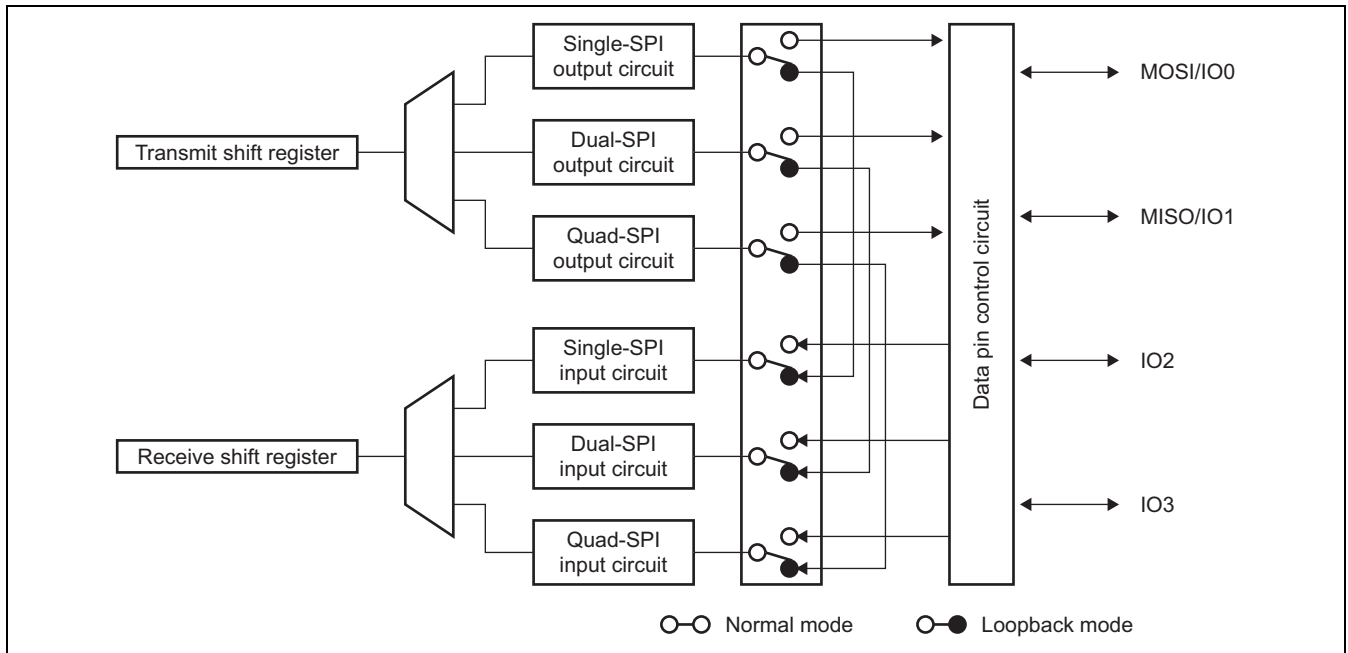 Single-SPI
output circuit
MOSI/IO0
Transmit shift register
Dual-SPI
output circuit
MISO/IO1
Quad-SPI
output circuit
Data pin control circuit
Single-SPI
input circuit
IO2
Receive shift register
Dual-SPI
input circuit
IO3
Quad-SPI
input circuit
Normal mode
Loopback mode